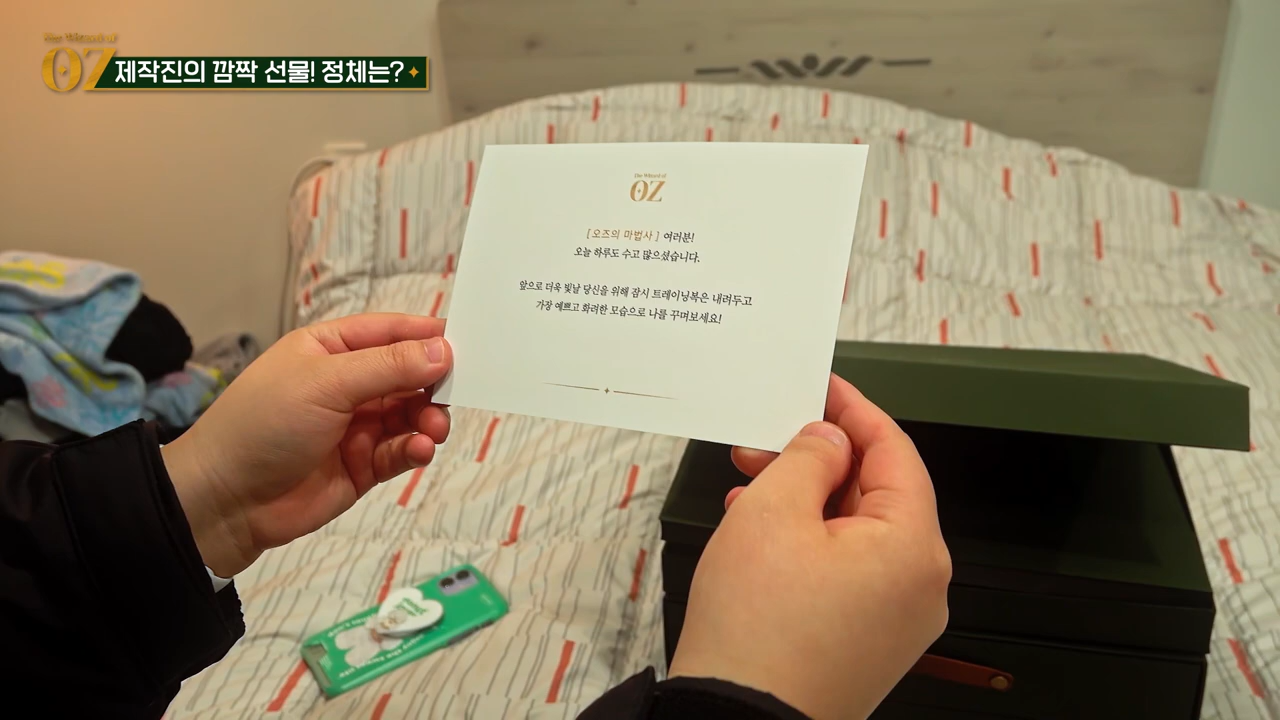 The Wizard of
OZ
제작진의 깜짝 선물! 정체는?
The Wizard of
OZ
[ 오즈의 마법사 ] 여러분!
오늘 하루도 수고 많으셨습니다.
앞으로 더욱 빛날 당신을 위해 잠시 트레이닝복은 내려두고
가장 예쁘고 화려한 모습으로 나를 꾸며보세요!